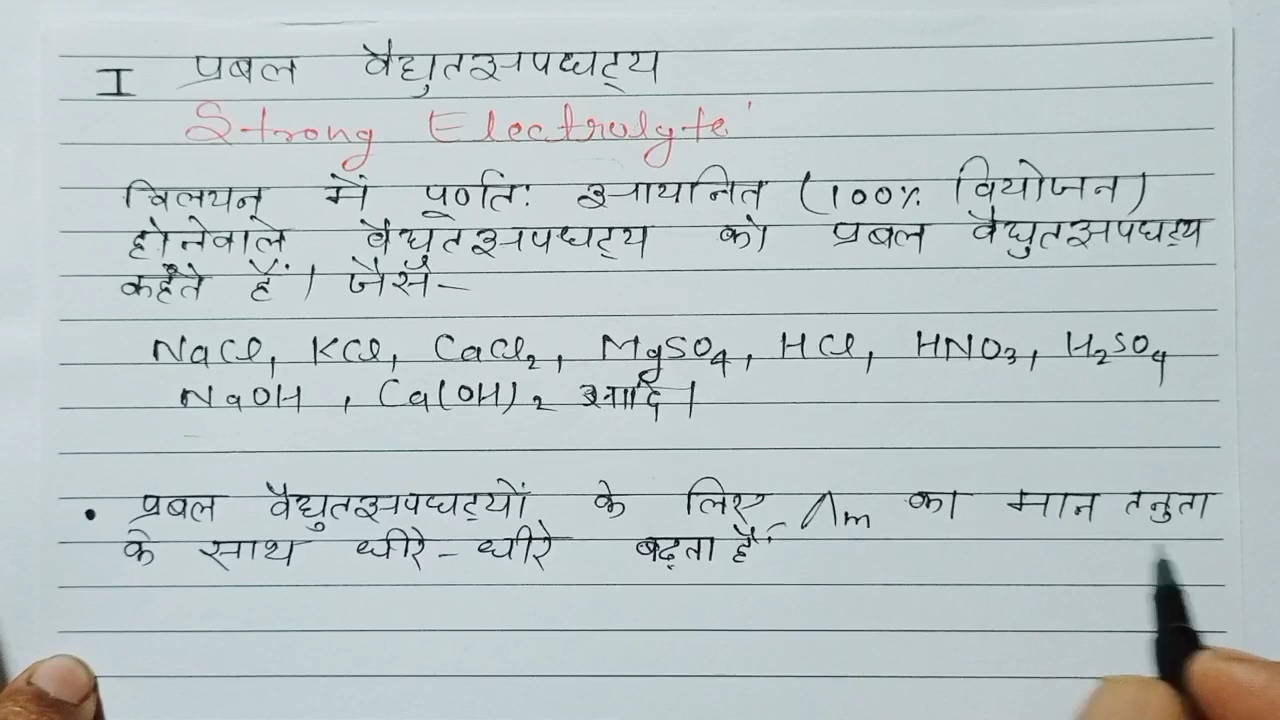 I प्रबल वैद्युतअपघट्य
Strong Electrolyte
विलयन में पूर्णतः आयनित (100% वियोजन)
होनेवाले वैद्युतअपघट्य को प्रबल वैद्युतअपघट्य
कहते हैं। जैसे–
NaCl, KCl, CaCl₂, MgSO₄, HCl, HNO₃, H₂SO₄
NaOH, Ca(OH)₂ आदि।
• प्रबल वैद्युतअपघट्यों के लिए Λm का मान तनुता
के साथ धीरे-धीरे बढ़ता है: